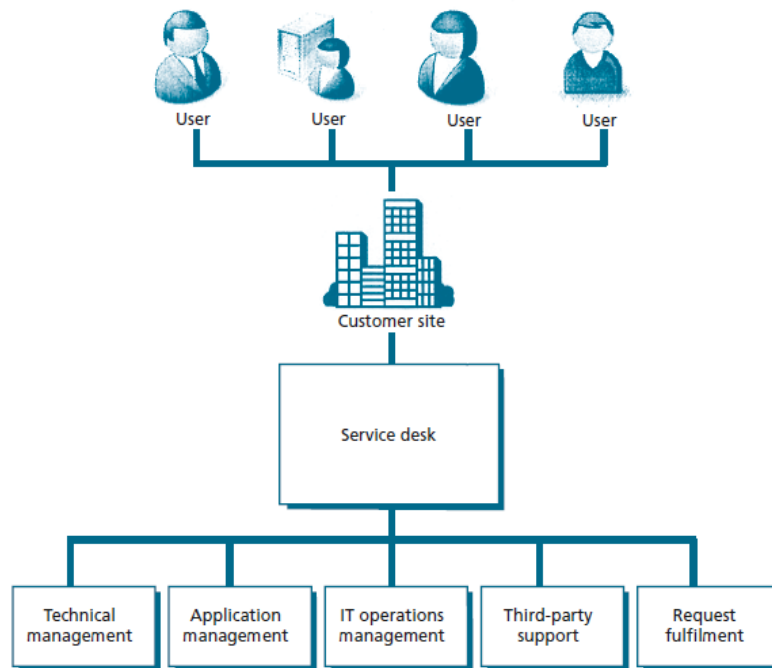 User
User
User
User
Customer site
Service desk
Technical
management
Application
management
IT operations
management
Third-party
support
Request
fulfilment